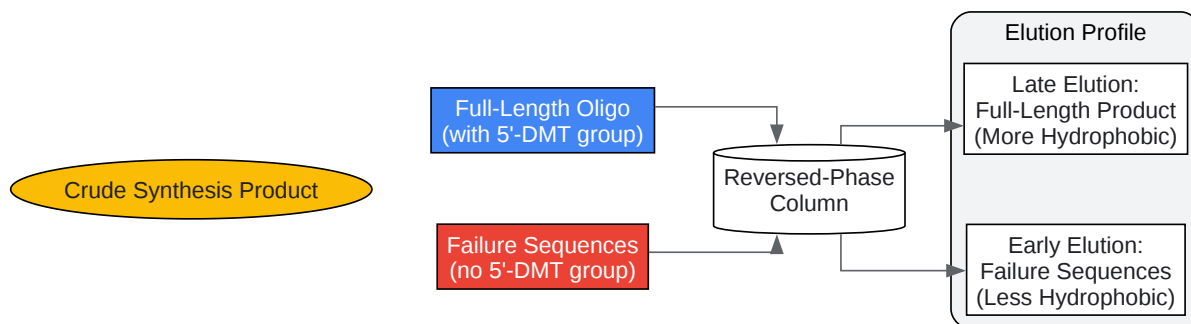 Crude Synthesis Product
Full-Length Oligo
(with 5'-DMT group)
Failure Sequences
(no 5'-DMT group)
Reversed-Phase
Column
Elution Profile
Late Elution:
Full-Length Product
(More Hydrophobic)
Early Elution:
Failure Sequences
(Less Hydrophobic)